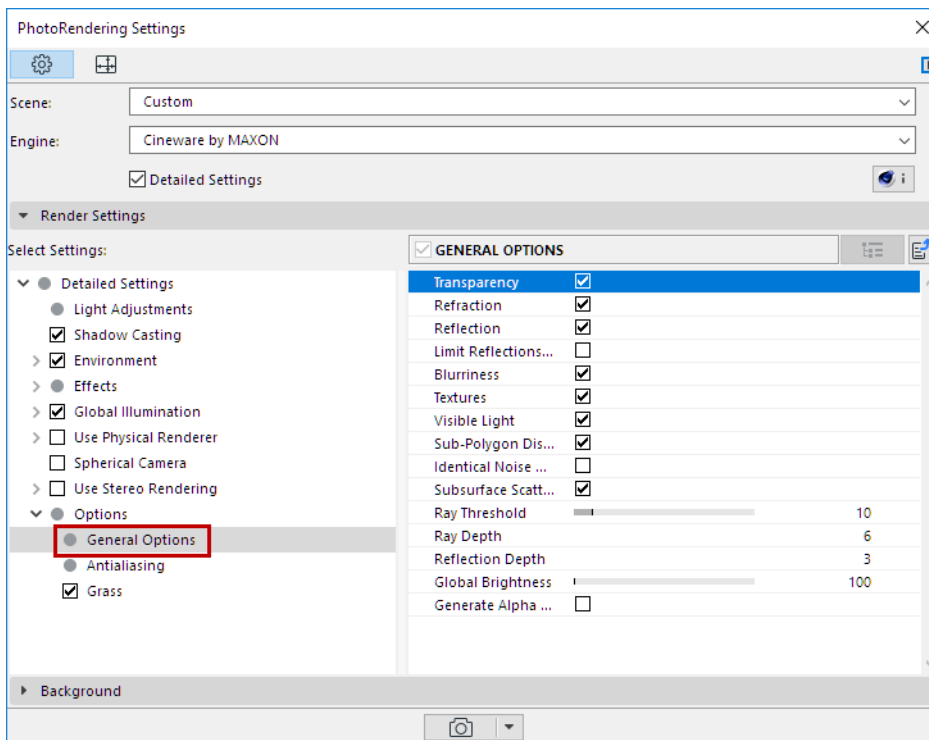 PhotoRendering Settings
Scene: Custom
Engine: Cineware by MAXON
Detailed Settings
i
Render Settings
Select Settings:
GENERAL OPTIONS
Detailed Settings
Light Adjustments
Shadow Casting
Environment
Effects
Global Illumination
Use Physical Renderer
Spherical Camera
Use Stereo Rendering
Options
General Options
Antialiasing
Grass
Transparency
Refraction
Reflection
Limit Reflections...
Blurriness
Textures
Visible Light
Sub-Polygon Dis...
Identical Noise ...
Subsurface Scatt...
Ray Threshold 10
Ray Depth 6
Reflection Depth 3
Global Brightness 100
Generate Alpha ...
Background